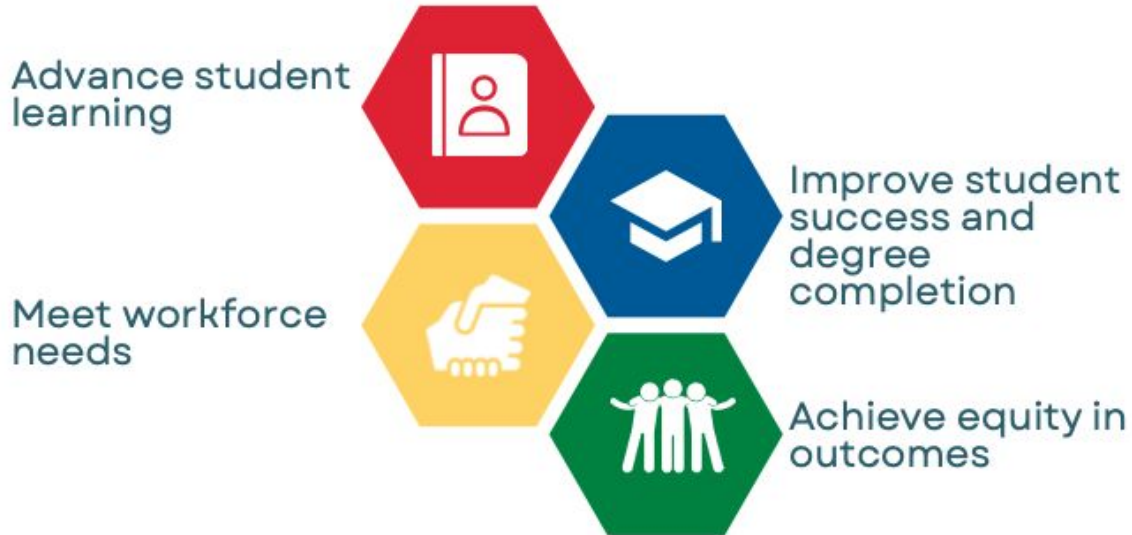 Advance student
learning
Improve student
success and
degree
completion
Meet workforce
needs
Achieve equity in
outcomes